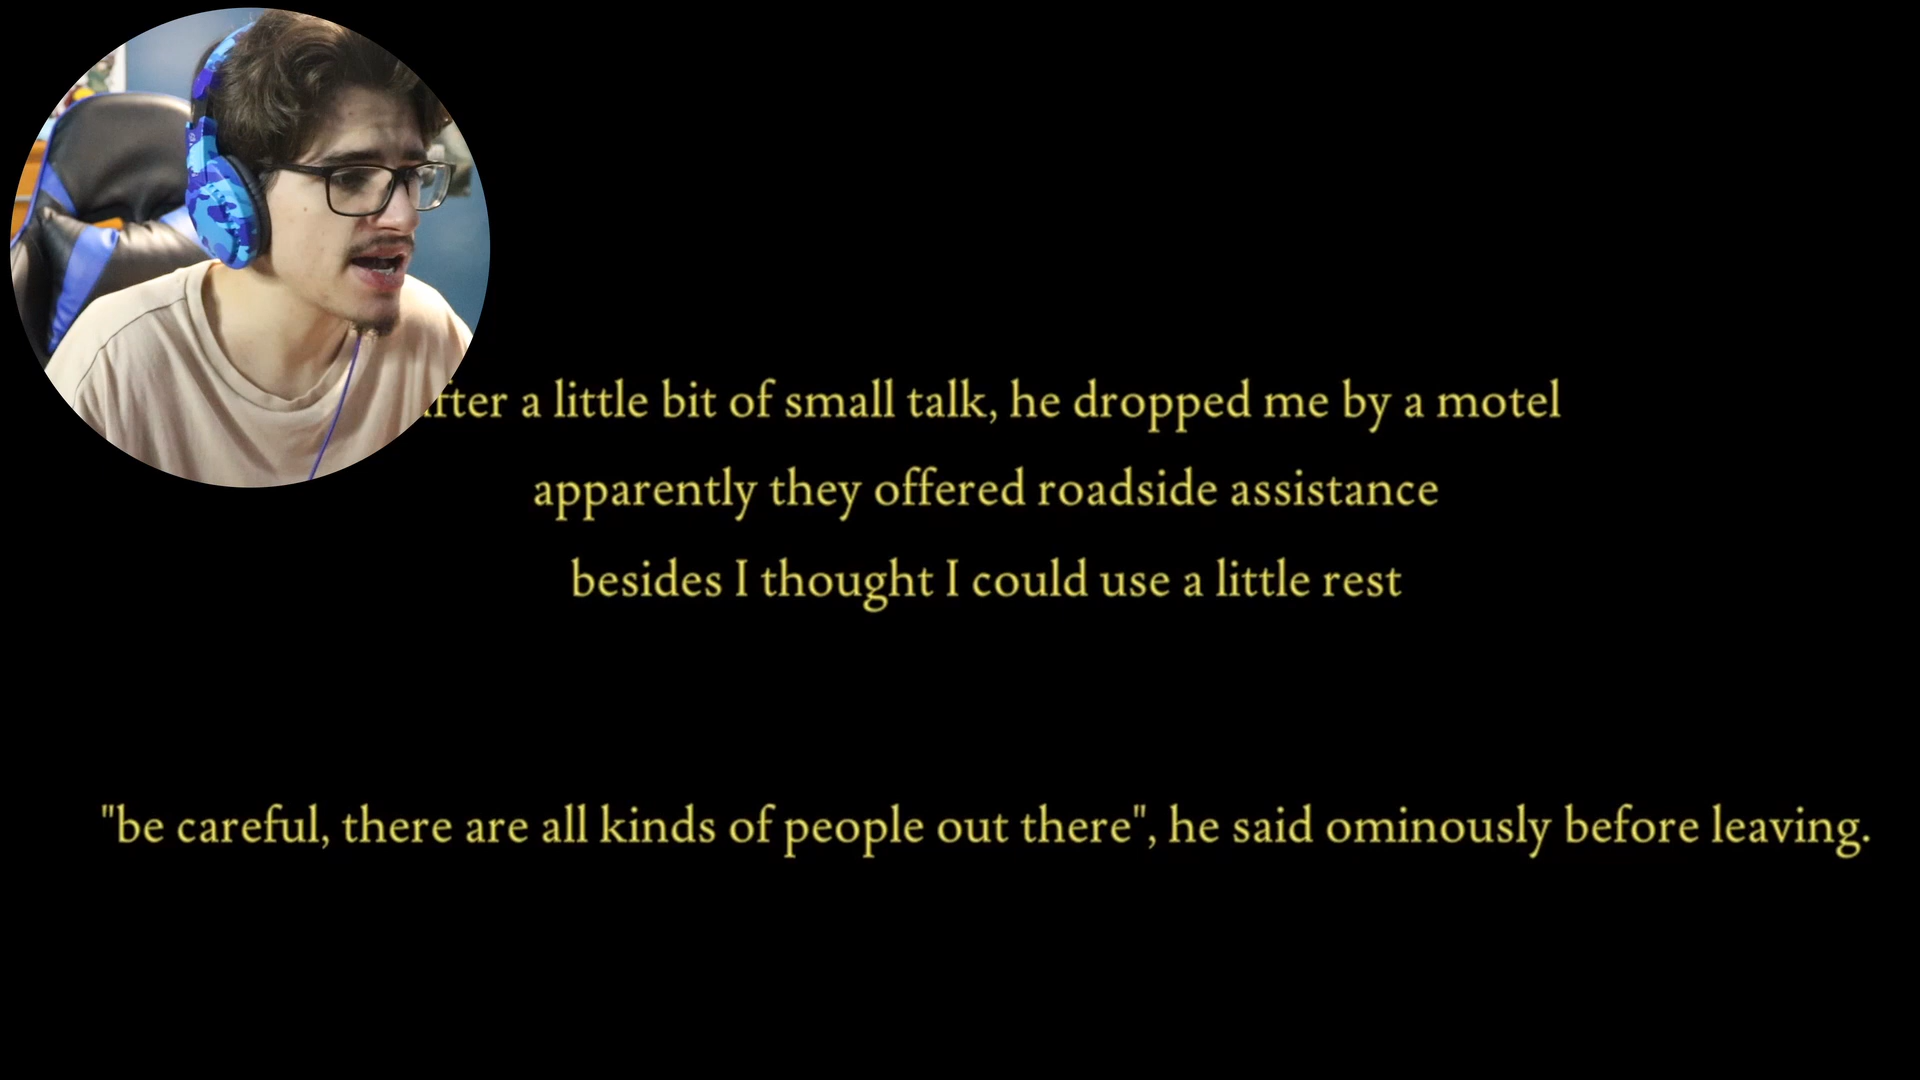 after a little bit of small talk, he dropped me by a motel
apparently they offered roadside assistance
besides I thought I could use a little rest
"be careful, there are all kinds of people out there", he said ominously before leaving.